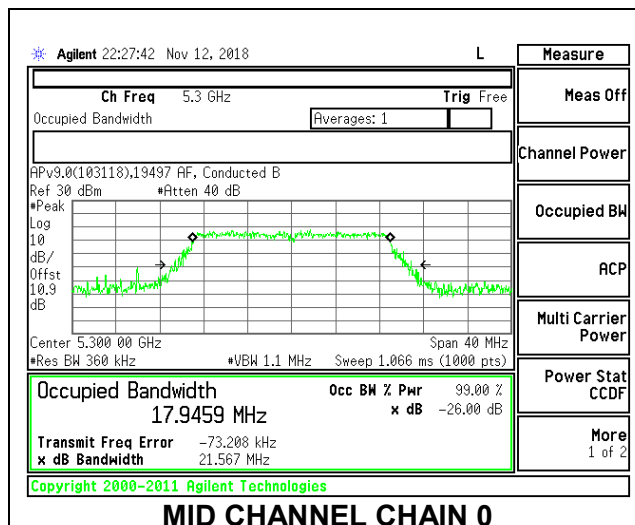 Agilent 22:27:42 Nov 12, 2018 L Measure
Ch Freq 5.3 GHz Trig Free Meas Off
Occupied Bandwidth Averages: 1
Channel Power
APv9.0(103118),19497 AF, Conducted B
Ref 30 dBm #Atten 40 dB
#Peak
Log
10
dB/
Offst
10.9
dB
Occupied BW
ACP
Center 5.300 00 GHz Span 40 MHz
#Res BW 360 kHz #VBW 1.1 MHz Sweep 1.066 ms (1000 pts)
Multi Carrier
Power
Occupied Bandwidth Occ BW % Pwr 99.00 %
17.9459 MHz x dB -26.00 dB
Transmit Freq Error -73.208 kHz
x dB Bandwidth 21.567 MHz
Power Stat
CCDF
More
1 of 2
Copyright 2000-2011 Agilent Technologies
MID CHANNEL CHAIN 0